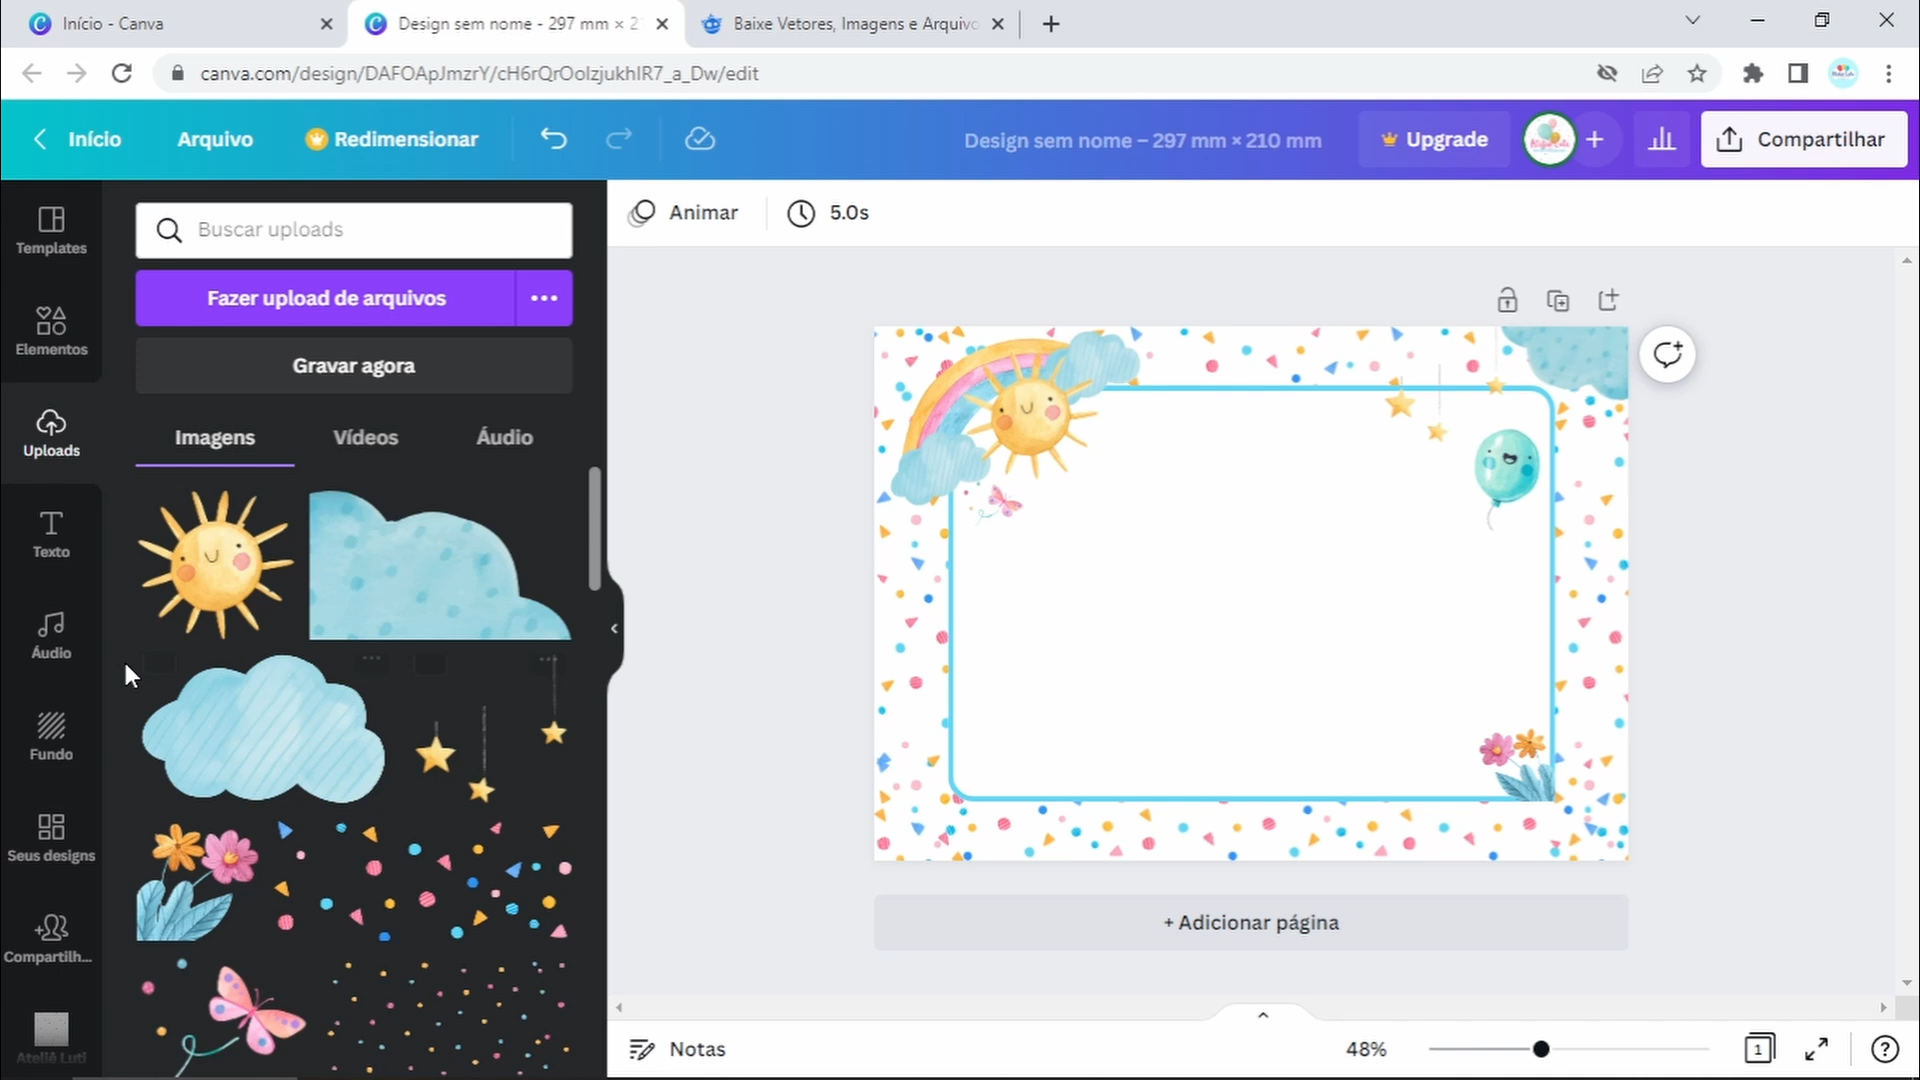 Início - Canva
Design sem nome - 297 mm × 2
Baixe Vetores, Imagens e Arquivo
canva.com/design/DAFOApJmzrY/cH6rQrOolzjukhIR7_a_Dw/edit
Início
Arquivo
Redimensionar
Design sem nome – 297 mm × 210 mm
Upgrade
Compartilhar
Templates
Elementos
Uploads
Texto
Áudio
Fundo
Seus designs
Compartilh...
Ateliê Luti
Buscar uploads
Fazer upload de arquivos
Gravar agora
Imagens
Vídeos
Áudio
Animar
5.0s
+ Adicionar página
Notas
48%
1